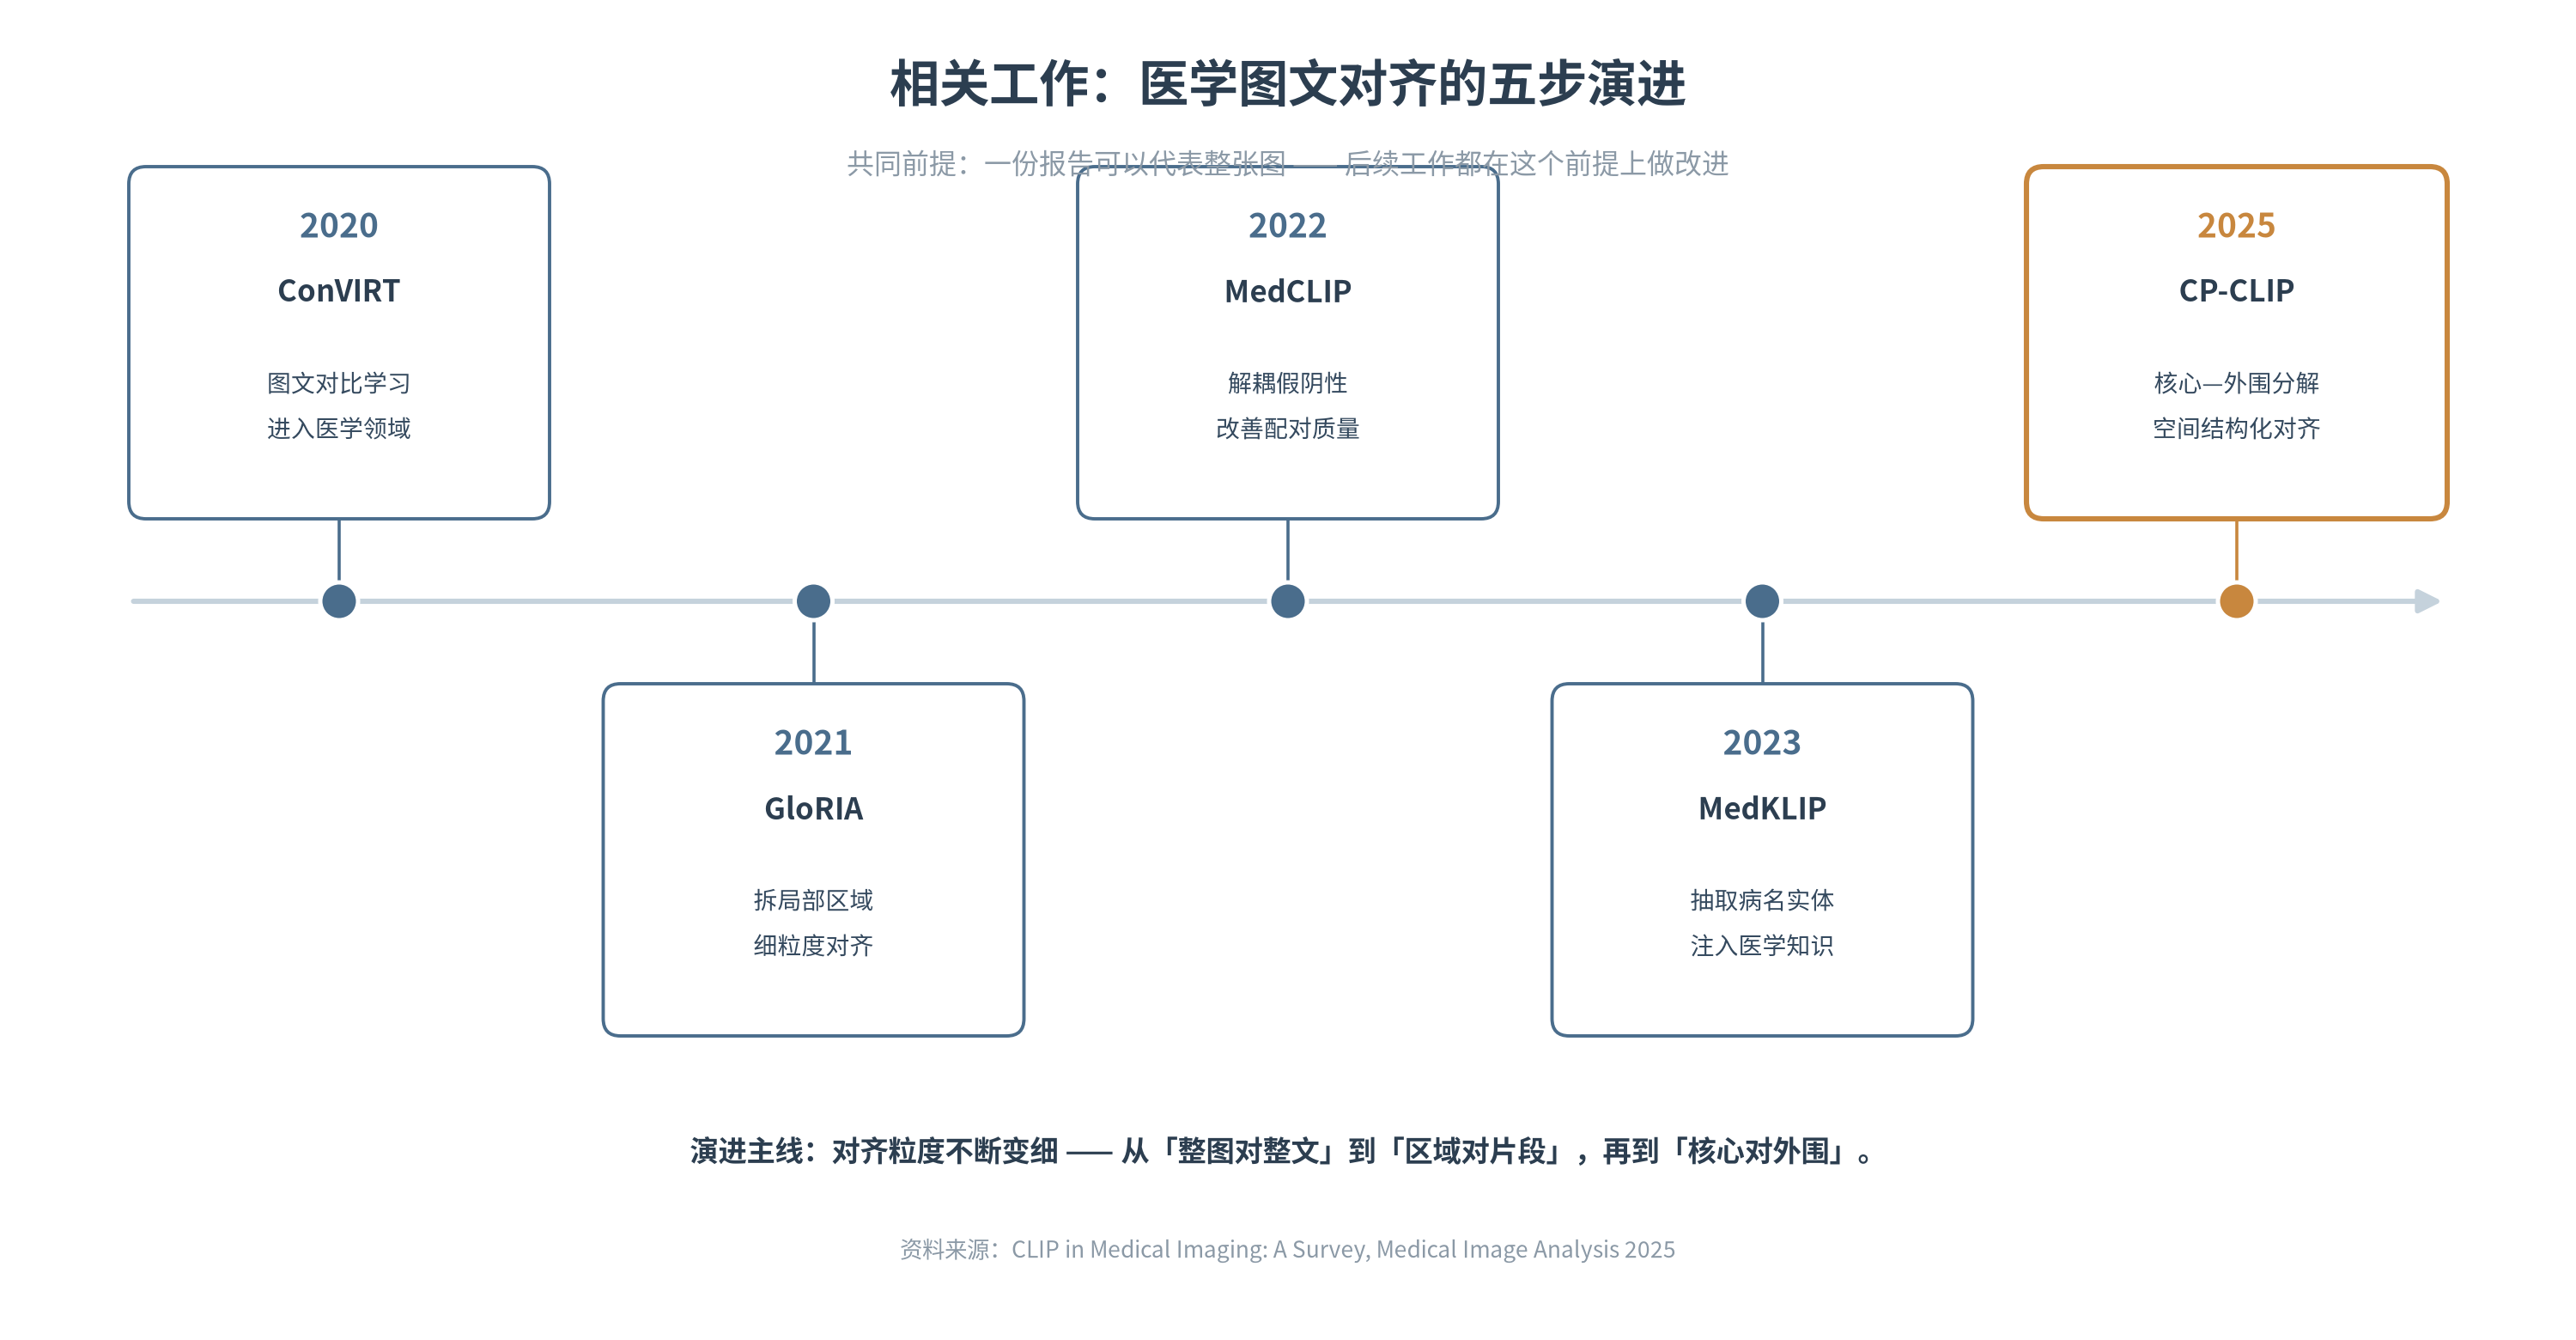 相关工作：医学图文对齐的五步演进
共同前提：一份报告可以代表整张图 —— 后续工作都在这个前提上做改进
2020
ConVIRT
图文对比学习
进入医学领域
2021
GloRIA
拆局部区域
细粒度对齐
2022
MedCLIP
解耦假阴性
改善配对质量
2023
MedKLIP
抽取病名实体
注入医学知识
2025
CP-CLIP
核心—外围分解
空间结构化对齐
演进主线：对齐粒度不断变细 —— 从「整图对整文」到「区域对片段」，再到「核心对外围」。
资料来源：CLIP in Medical Imaging: A Survey, Medical Image Analysis 2025